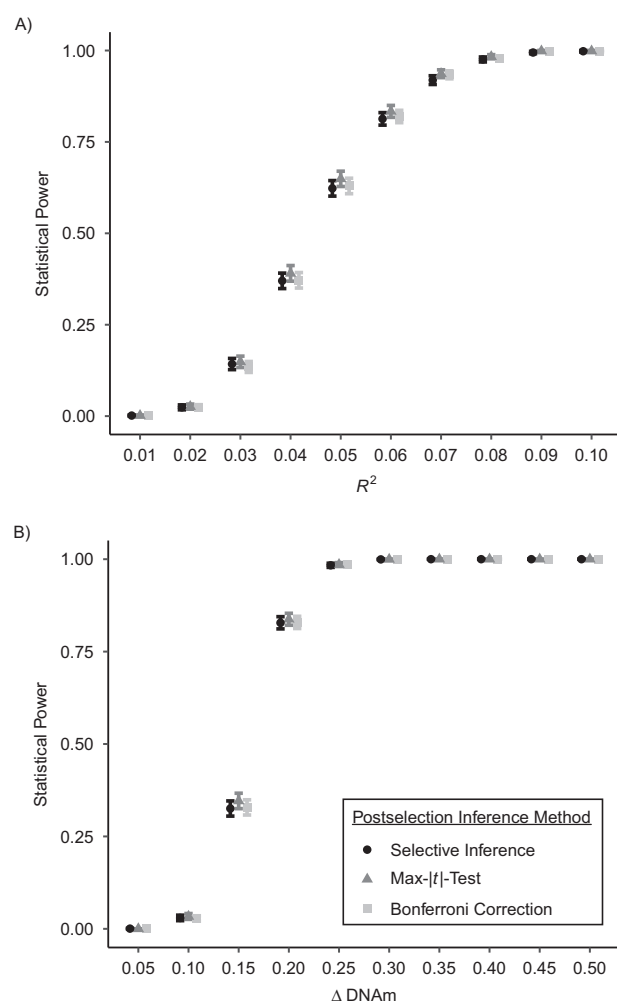 A)
1.00
0.75
0.50
0.25
0.00
Statistical Power
0.01 0.02 0.03 0.04 0.05 0.06 0.07 0.08 0.09 0.10
R²
B)
1.00
0.75
0.50
0.25
0.00
Statistical Power
Postselection Inference Method
Selective Inference
Max-|t|-Test
Bonferroni Correction
0.05 0.10 0.15 0.20 0.25 0.30 0.35 0.40 0.45 0.50
Δ DNAm